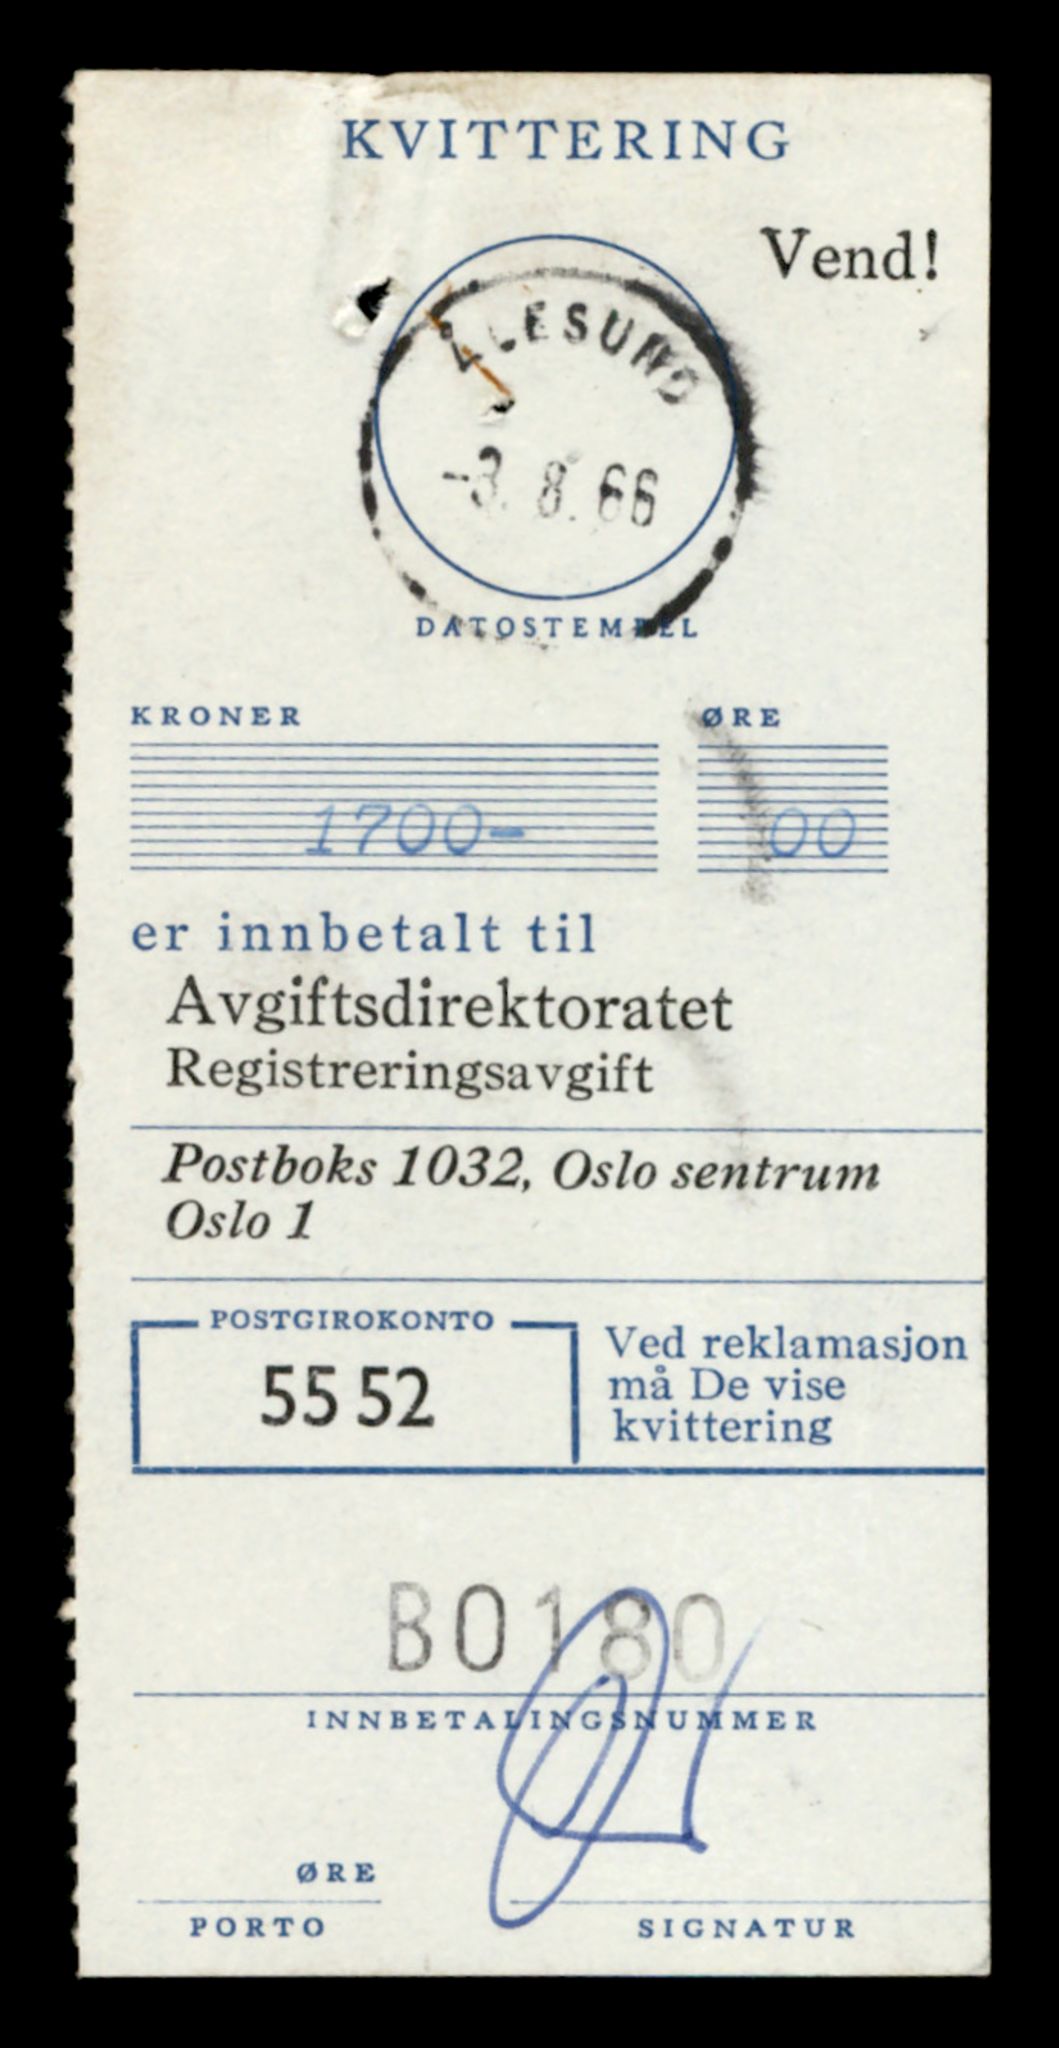 KVITTERING
Vend!
ÅLESUND
-3. 8. 66
DATOSTEMPEL
KRONER ØRE
1700- 00
er innbetalt til
Avgiftsdirektoratet
Registreringsavgift
Postboks 1032, Oslo sentrum
Oslo 1
POSTGIROKONTO
55 52
Ved reklamasjon
må De vise
kvittering
B0180
INNBETALINGSNUMMER
ØRE
PORTO SIGNATUR